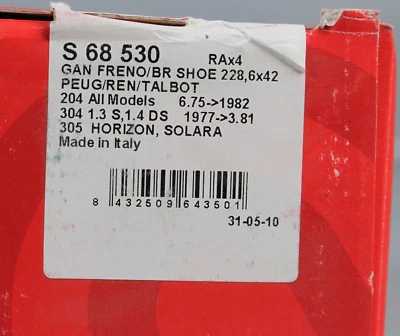 S 68 530 RAx4
GAN FRENO/BR SHOE 228,6x42
PEUG/REN/TALBOT
204 All Models 6.75->1982
304 1.3 S,1.4 DS 1977->3.81
305 HORIZON, SOLARA
Made in Italy
8 432509 643501
31-05-10